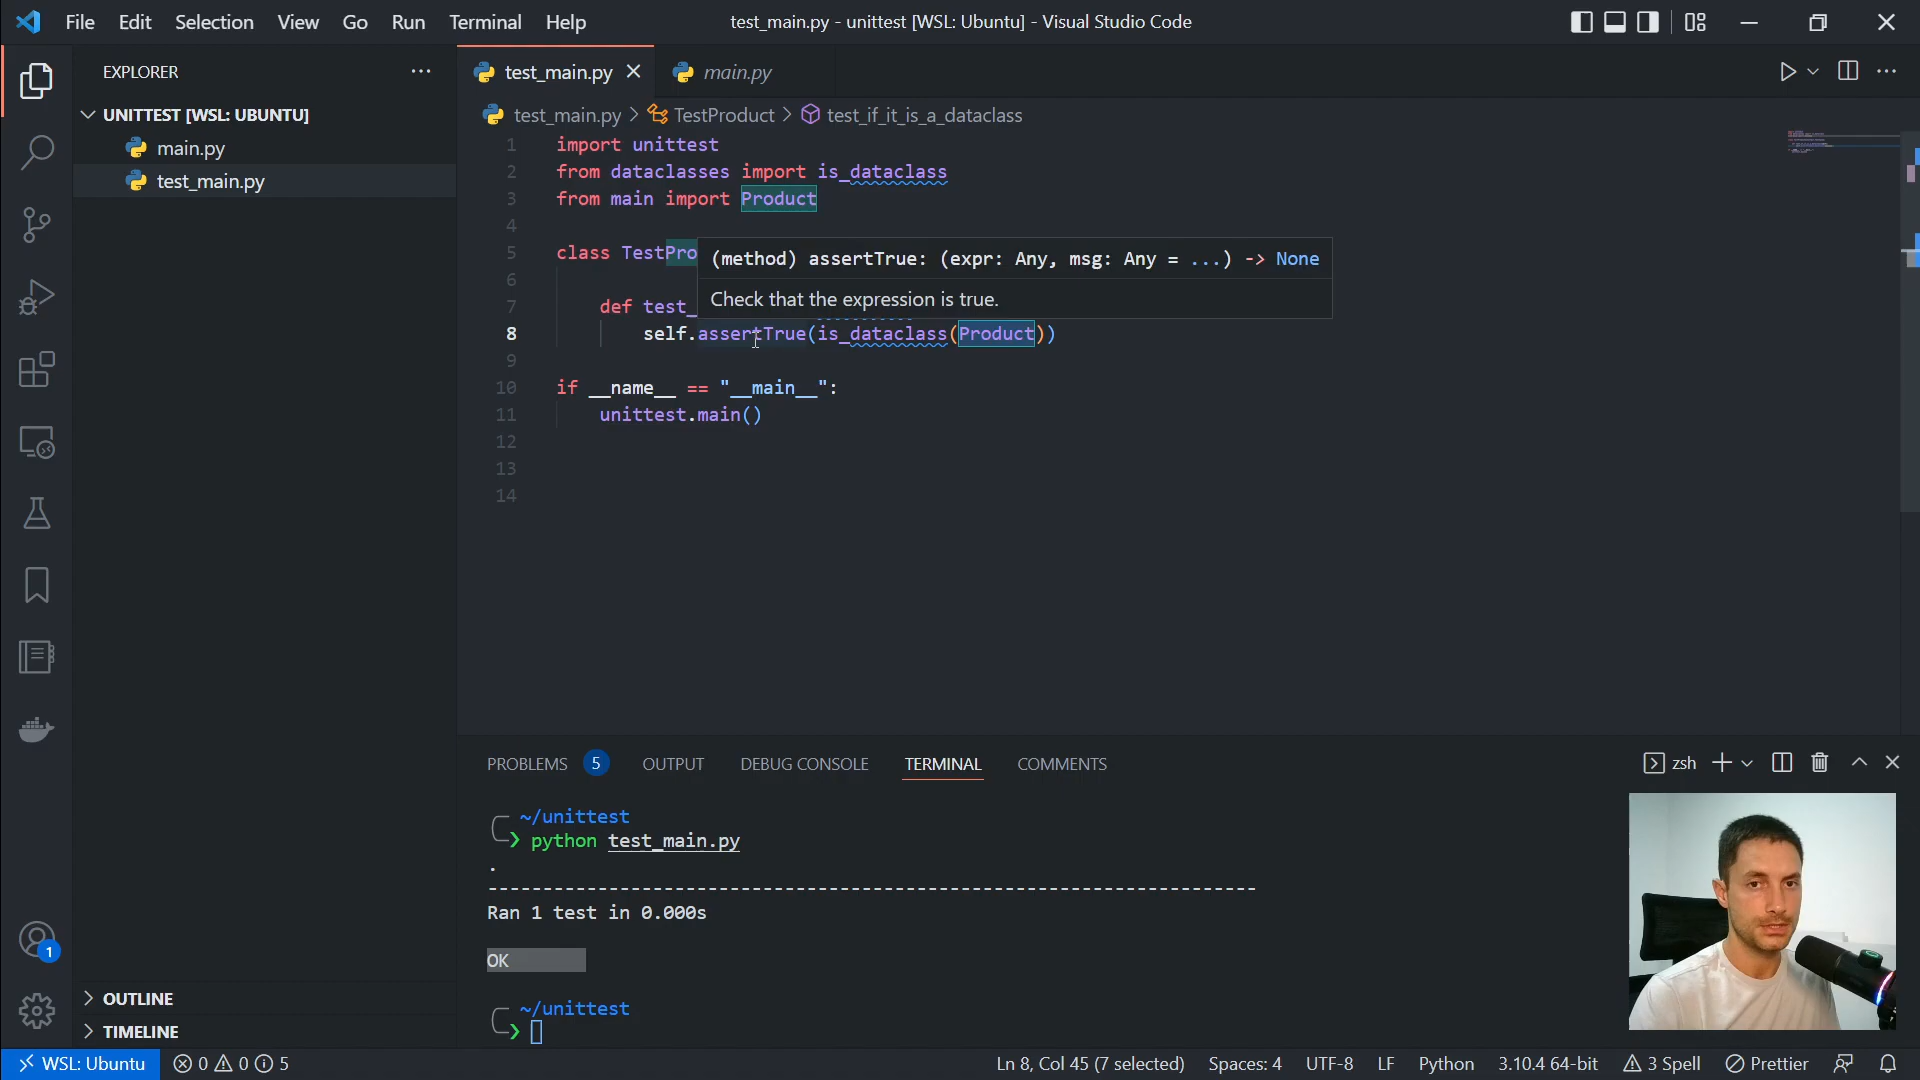 File Edit Selection View Go Run Terminal Help
test_main.py - unittest [WSL: Ubuntu] - Visual Studio Code
EXPLORER
UNITTEST [WSL: UBUNTU]
main.py
test_main.py
OUTLINE
TIMELINE
1
test_main.py
main.py
test_main.py > TestProduct > test_if_it_is_a_dataclass
1 import unittest
2 from dataclasses import is_dataclass
3 from main import Product
4
5 class TestPro
6
7 def test_
8 self.assertTrue(is_dataclass(Product))
9
10 if __name__ == "__main__":
11 unittest.main()
12
13
14
(method) assertTrue: (expr: Any, msg: Any = ...) -> None
Check that the expression is true.
PROBLEMS 5 OUTPUT DEBUG CONSOLE TERMINAL COMMENTS
zsh
~/unittest
python test_main.py
.
----------------------------------------------------------------------
Ran 1 test in 0.000s
OK
~/unittest
WSL: Ubuntu 0 0 5
Ln 8, Col 45 (7 selected) Spaces: 4 UTF-8 LF Python 3.10.4 64-bit 3 Spell Prettier